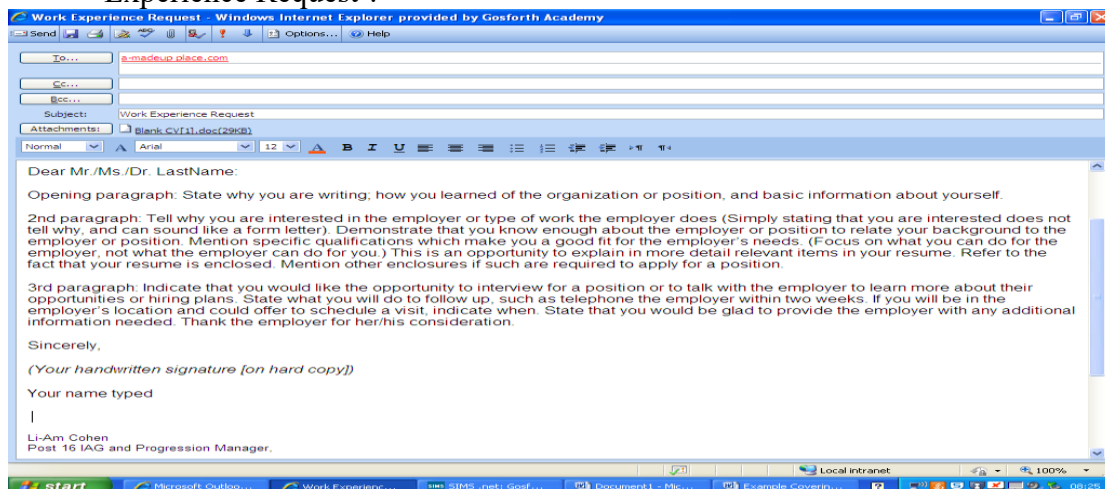 Experience Request".
Work Experience Request - Windows Internet Explorer provided by Gosforth Academy
Send Options... Help
To... a-madeup place.com
Cc...
Bcc...
Subject: Work Experience Request
Attachments: Blank CV[1].doc(29KB)
Normal Arial 12 A B I U
Dear Mr./Ms./Dr. LastName:
Opening paragraph: State why you are writing; how you learned of the organization or position, and basic information about yourself.
2nd paragraph: Tell why you are interested in the employer or type of work the employer does (Simply stating that you are interested does not
tell why, and can sound like a form letter). Demonstrate that you know enough about the employer or position to relate your background to the
employer or position. Mention specific qualifications which make you a good fit for the employer's needs. (Focus on what you can do for the
employer, not what the employer can do for you.) This is an opportunity to explain in more detail relevant items in your resume. Refer to the
fact that your resume is enclosed. Mention other enclosures if such are required to apply for a position.
3rd paragraph: Indicate that you would like the opportunity to interview for a position or to talk with the employer to learn more about their
opportunities or hiring plans. State what you will do to follow up, such as telephone the employer within two weeks. If you will be in the
employer's location and could offer to schedule a visit, indicate when. State that you would be glad to provide the employer with any additional
information needed. Thank the employer for her/his consideration.
Sincerely,
(Your handwritten signature [on hard copy])
Your name typed
Li-Am Cohen
Post 16 IAG and Progression Manager,
Local intranet 100%
start Microsoft Outloo... Work Experienc... SIMS .net: Gosf... Document1 - Mic... Example Coverin... 08:25